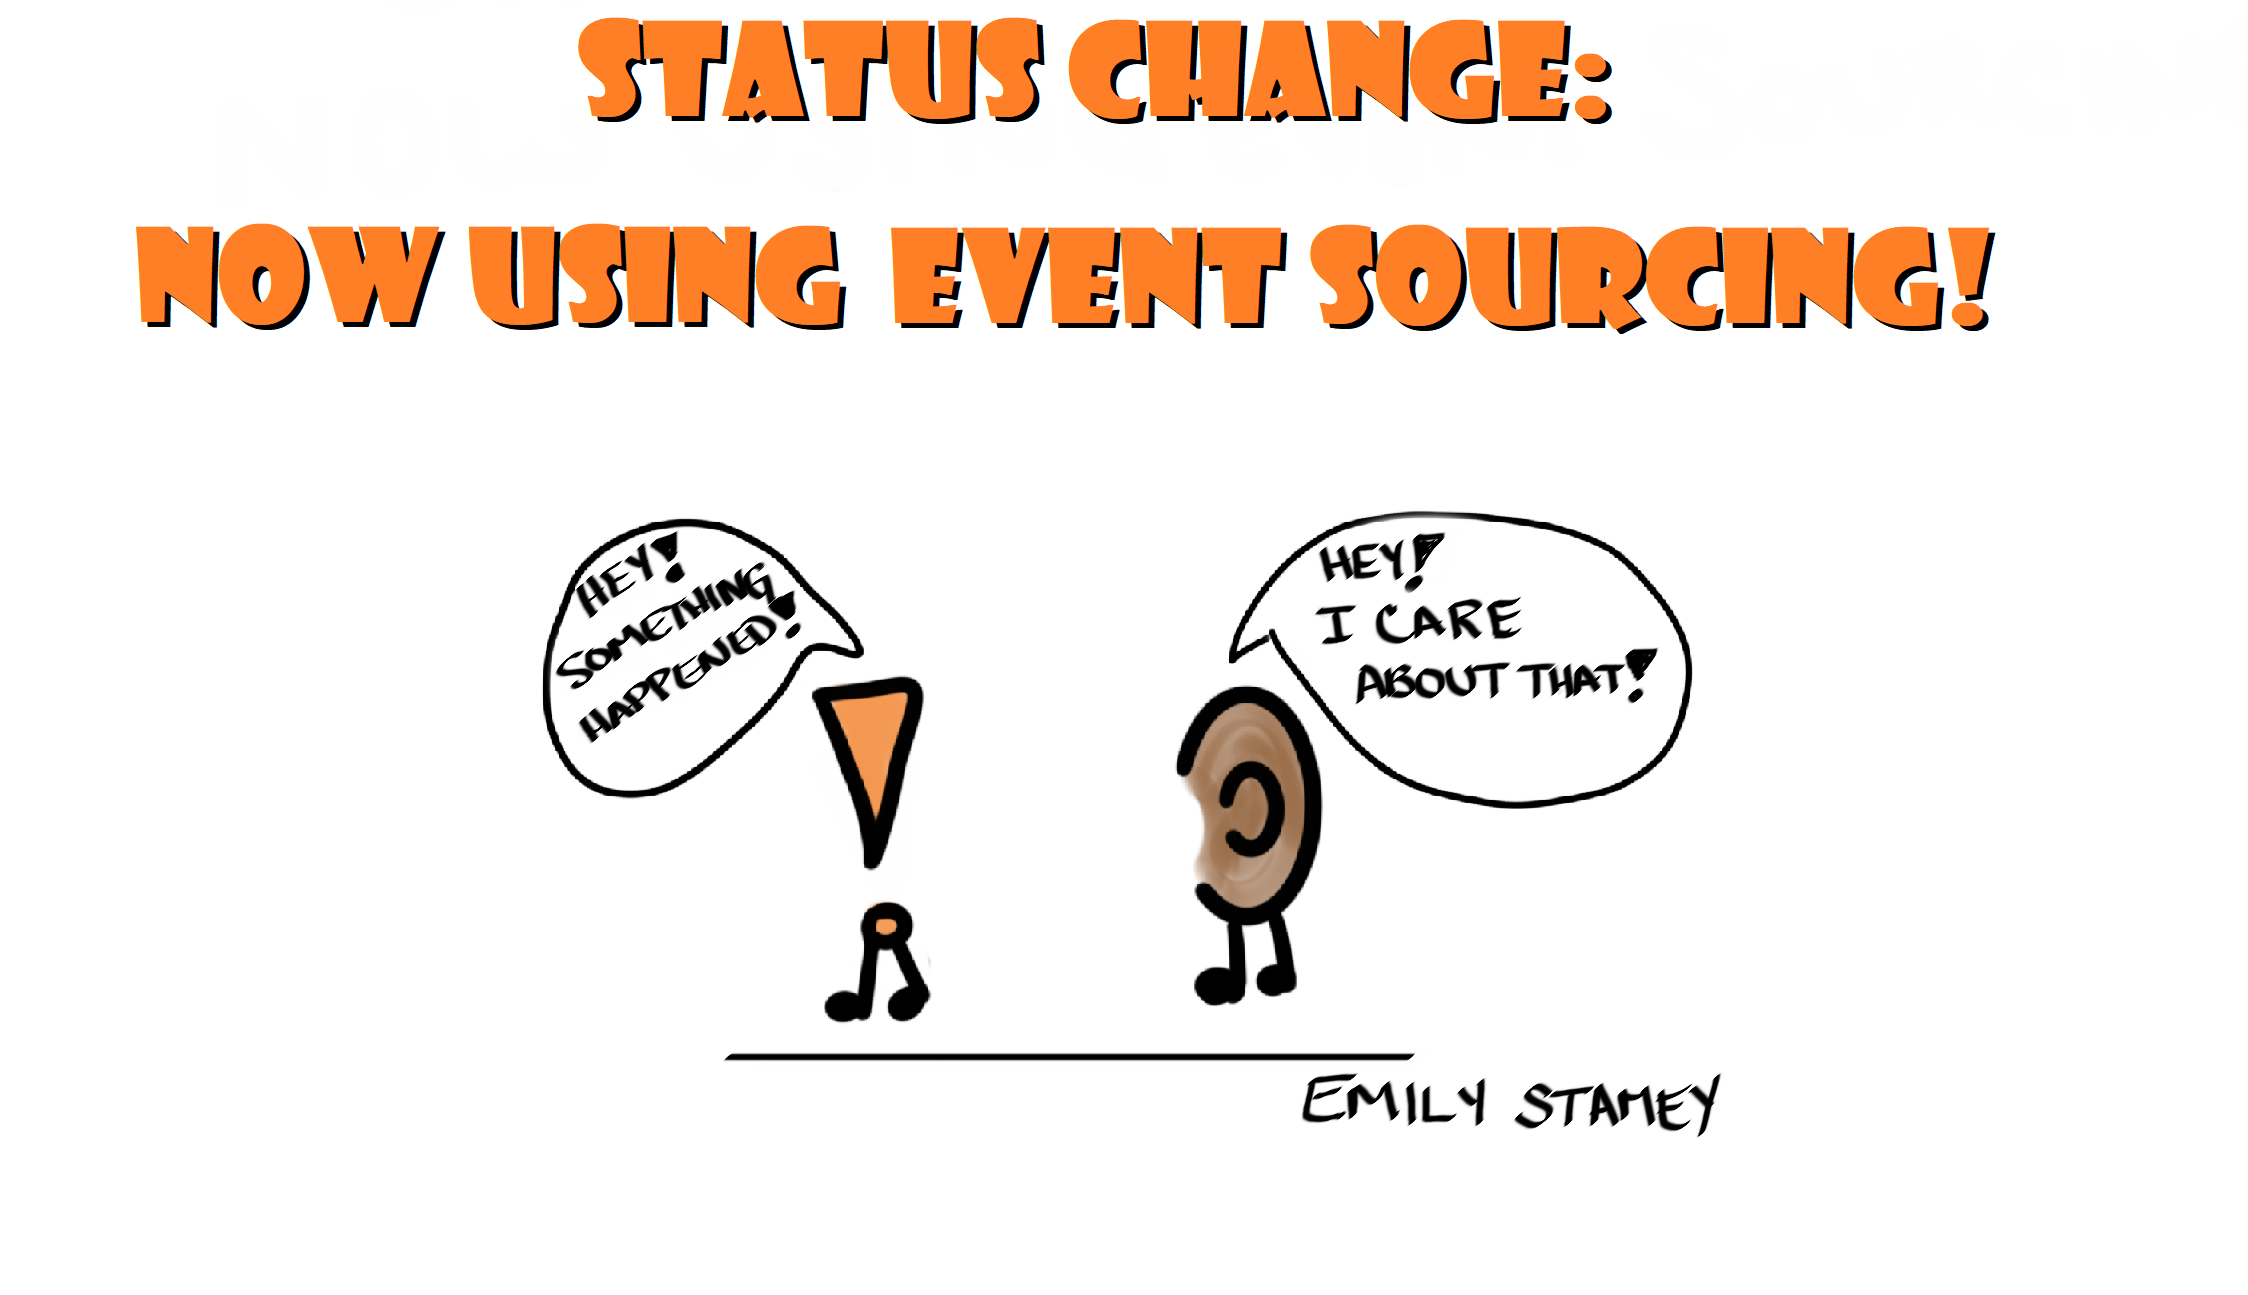 STATUS CHANGE:
NOW USING EVENT SOURCING!
HEY!
SOMETHING
HAPPENED!
HEY!
I CARE
ABOUT THAT!
EMILY STAMEY